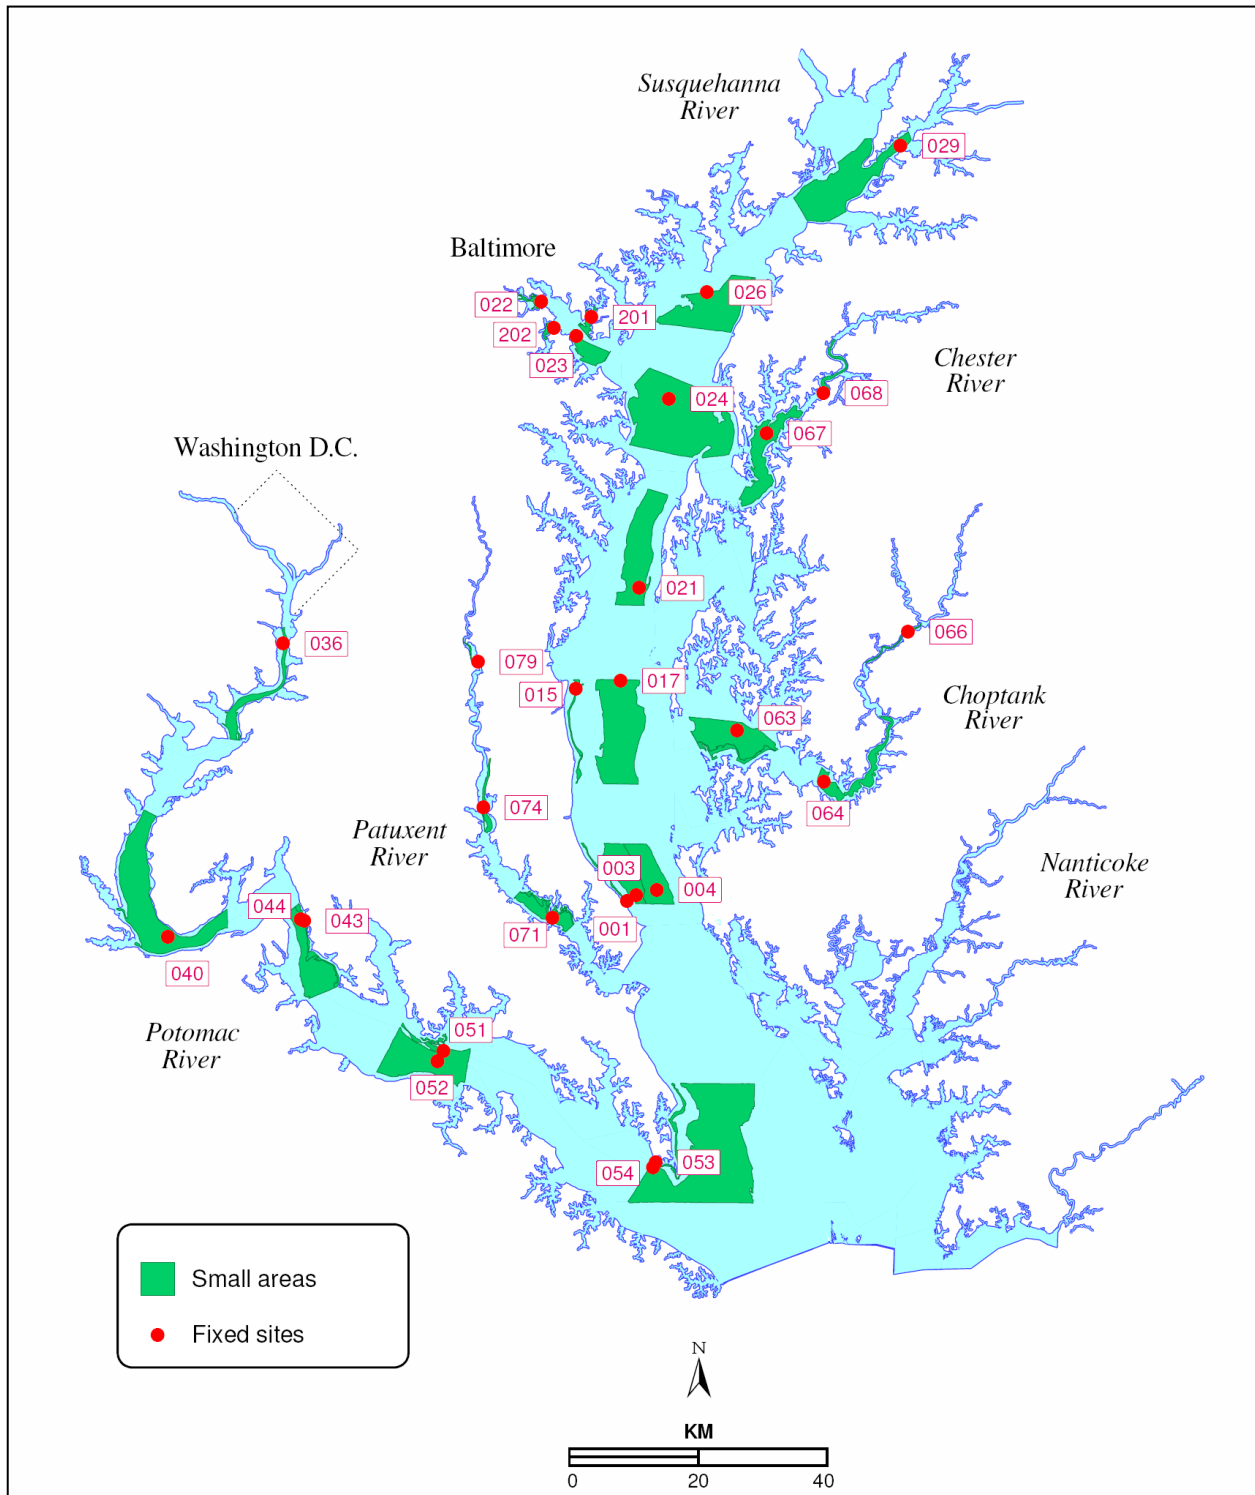 Susquehanna
River
029
Baltimore
026
022
201
202
023
Chester
River
068
024
067
Washington D.C.
021
066
036
079
017
015
Choptank
River
063
074
064
Patuxent
River
003
Nanticoke
River
004
044
043
071
001
040
051
Potomac
River
052
053
054
Small areas
Fixed sites
N
KM
0 20 40